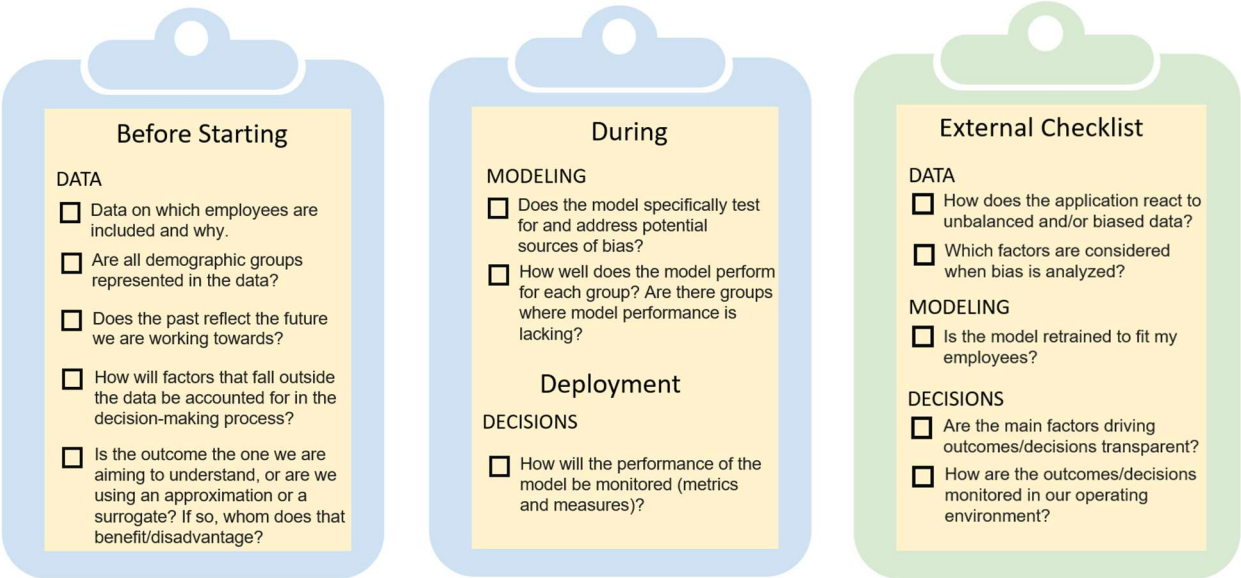 Before Starting
DATA
Data on which employees are
included and why.
Are all demographic groups
represented in the data?
Does the past reflect the future
we are working towards?
How will factors that fall outside
the data be accounted for in the
decision-making process?
Is the outcome the one we are
aiming to understand, or are we
using an approximation or a
surrogate? If so, whom does that
benefit/disadvantage?
During
MODELING
Does the model specifically test
for and address potential
sources of bias?
How well does the model perform
for each group? Are there groups
where model performance is
lacking?
Deployment
DECISIONS
How will the performance of the
model be monitored (metrics
and measures)?
External Checklist
DATA
How does the application react to
unbalanced and/or biased data?
Which factors are considered
when bias is analyzed?
MODELING
Is the model retrained to fit my
employees?
DECISIONS
Are the main factors driving
outcomes/decisions transparent?
How are the outcomes/decisions
monitored in our operating
environment?